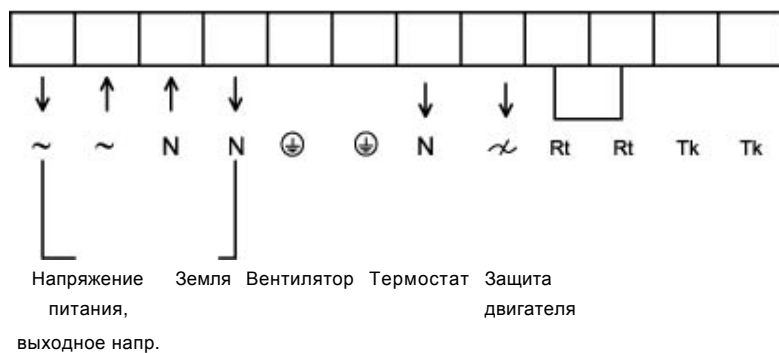 ~ ~ N N N Rt Rt Tk Tk
Напряжение Земля Вентилятор Термостат Защита
питания, двигателя
выходное напр.